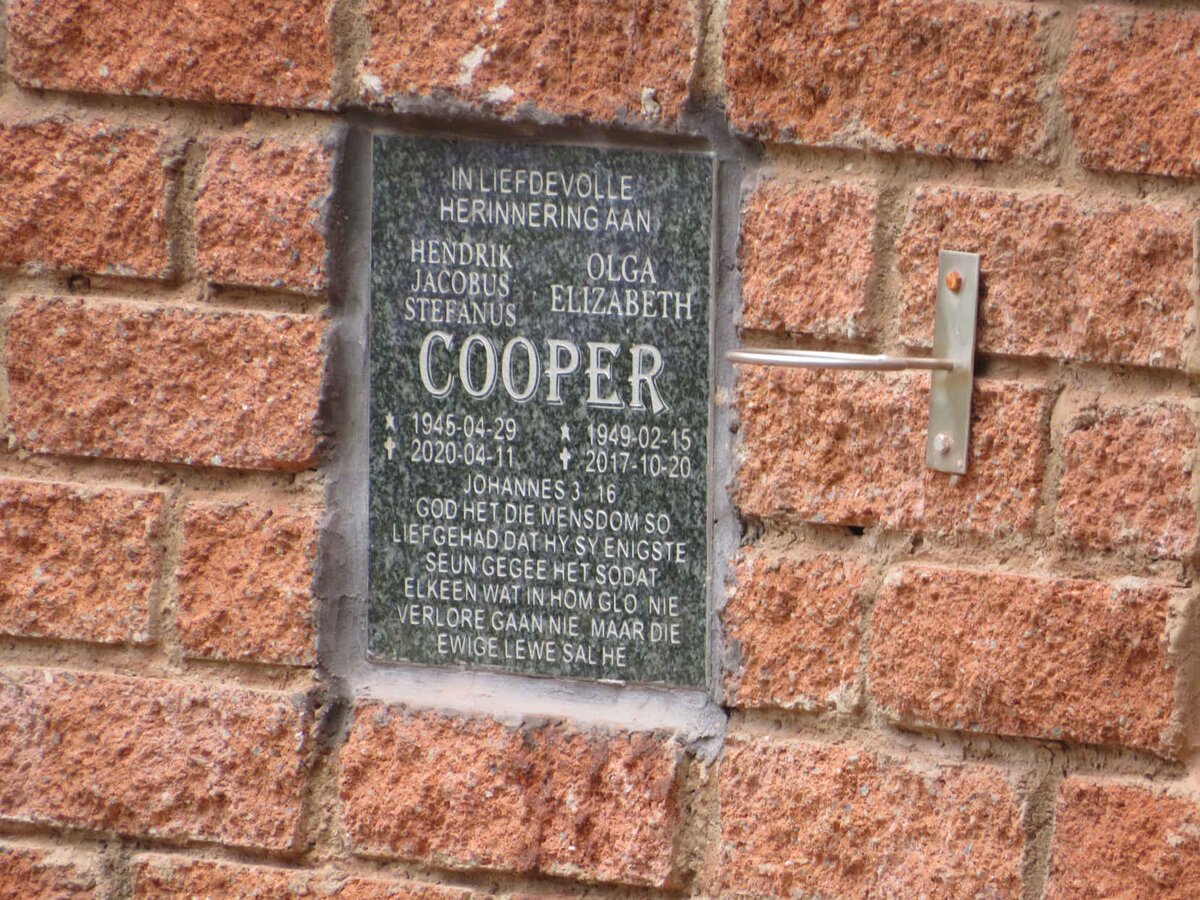 IN LIEFDEVOLLE
HERINNERING AAN
HENDRIK
JACOBUS
STEFANUS
OLGA
ELIZABETH
COOPER
1945-04-29
2020-04-11
1949-02-15
2017-10-20
JOHANNES 3 16
GOD HET DIE MENSDOM SO
LIEFGEHAD DAT HY SY ENIGSTE
SEUN GEGEE HET SODAT
ELKEEN WAT IN HOM GLO NIE
VERLORE GAAN NIE, MAAR DIE
EWIGE LEWE SAL HÊ